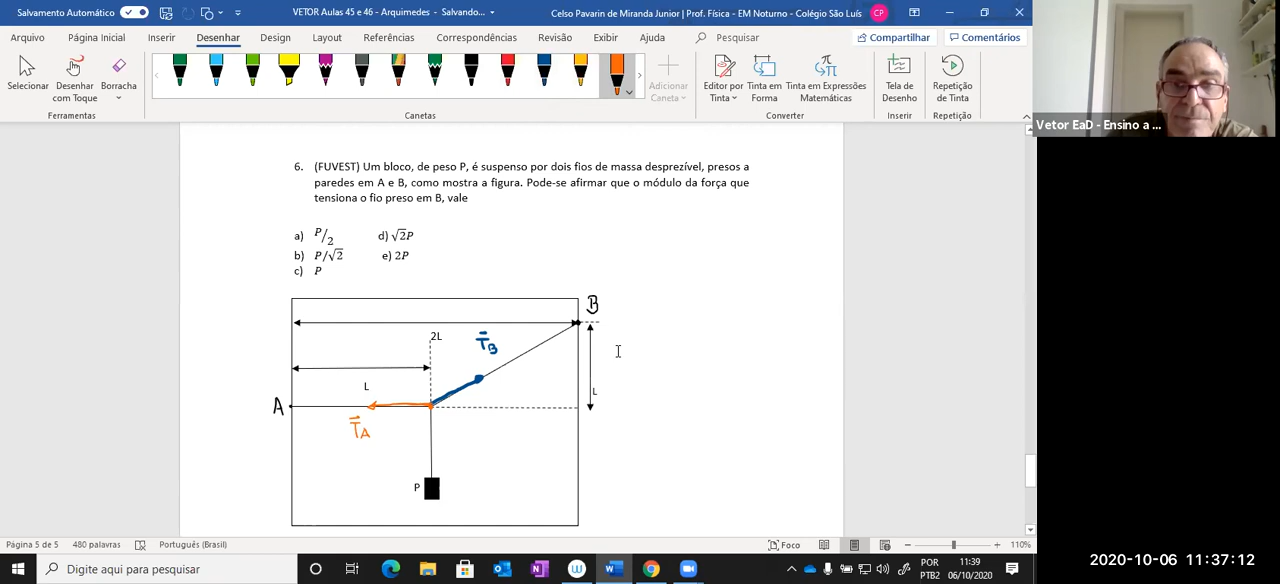 Salvamento Automático
VETOR Aulas 45 e 46 - Arquimedes - Salvando...
Celso Pavarin de Miranda Junior | Prof. Física - EM Noturno - Colégio São Luís
CP
Arquivo Página Inicial Inserir Desenhar Design Layout Referências Correspondências Revisão Exibir Ajuda Pesquisar Compartilhar Comentários
Selecionar
Desenhar com Toque
Borracha
Adicionar Caneta
Editor por Tinta
Tinta em Forma
Tinta em Expressões Matemáticas
Tela de Desenho
Repetição de Tinta
Ferramentas Canetas Converter Inserir Repetição
Vetor EaD - Ensino a ...
6. (FUVEST) Um bloco, de peso P, é suspenso por dois fios de massa desprezível, presos a
paredes em A e B, como mostra a figura. Pode-se afirmar que o módulo da força que
tensiona o fio preso em B, vale
a) P/2 d) √2P
b) P/√2 e) 2P
c) P
B
2L
T⃗B
L
L
A
T⃗A
P
Página 5 de 5 480 palavras Português (Brasil) Foco 110%
Digite aqui para pesquisar
POR
PTB2
11:39
06/10/2020
2020-10-06 11:37:12